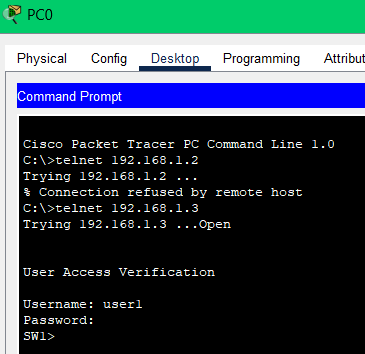 PC0
Physical Config Desktop Programming Attribut
Command Prompt
Cisco Packet Tracer PC Command Line 1.0
C:\>telnet 192.168.1.2
Trying 192.168.1.2 ...
% Connection refused by remote host
C:\>telnet 192.168.1.3
Trying 192.168.1.3 ...Open
User Access Verification
Username: user1
Password:
SW1>